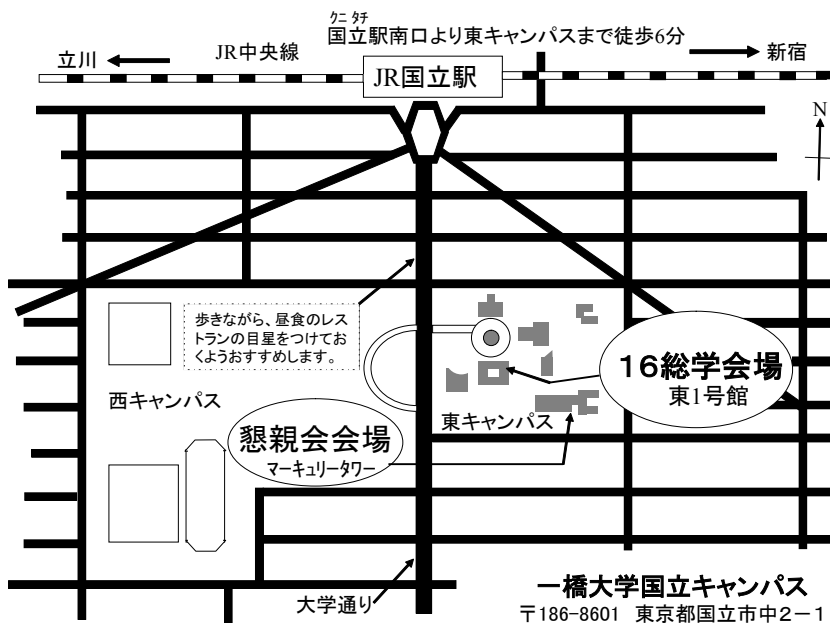 クニ タチ
国立駅南口より東キャンパスまで徒歩6分
立川
JR中央線
新宿
JR国立駅
N
歩きながら、昼食のレス
トランの目星をつけてお
くようおすすめします。
16総学会場
東1号館
西キャンパス
東キャンパス
懇親会会場
マーキュリータワー
大学通り
一橋大学国立キャンパス
〒186-8601 東京都国立市中2-1